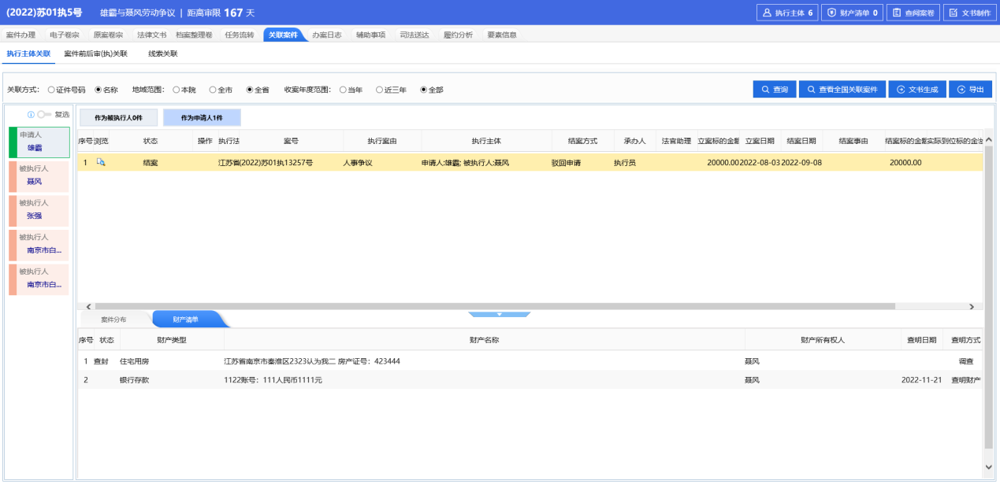 (2022)苏01执5号 雄霸与聂风劳动争议 | 距离审限 167 天 执行主体 6 财产清单 0 查阅案卷 文书制作
案件办理 电子卷宗 原案卷宗 法律文书 档案整理卷 任务流转 关联案件 办案日志 辅助事项 司法送达 履约分析 要素信息
执行主体关联 案件前后审(执)关联 线索关联
关联方式: 证件号码 名称 地域范围: 本院 全市 全省 收案年度范围: 当年 近三年 全部 查询 查看全国关联案件 文书生成 导出
复选 作为被执行人0件 作为申请人1件
申请人
雄霸
被执行人
聂风
被执行人
张强
被执行人
南京市白...
被执行人
南京市白...
序号 浏览 状态 操作 执行法 案号 执行案由 执行主体 结案方式 承办人 法官助理 立案标的金额 立案日期 结案日期 结案事由 结案标的金额 实际到位标的金
1 结案 江苏省(2022)苏01执13257号 人事争议 申请人:雄霸; 被执行人:聂风 驳回申请 执行员 20000.00 2022-08-03 2022-09-08 20000.00
案件分布 财产清单
序号 状态 财产类型 财产名称 财产所有权人 查明日期 查明方式
1 查封 住宅用房 江苏省南京市秦淮区2323认为我二 房产证号：423444 聂风 调查
2 银行存款 1122账号：111人民币1111元 聂风 2022-11-21 查明财产